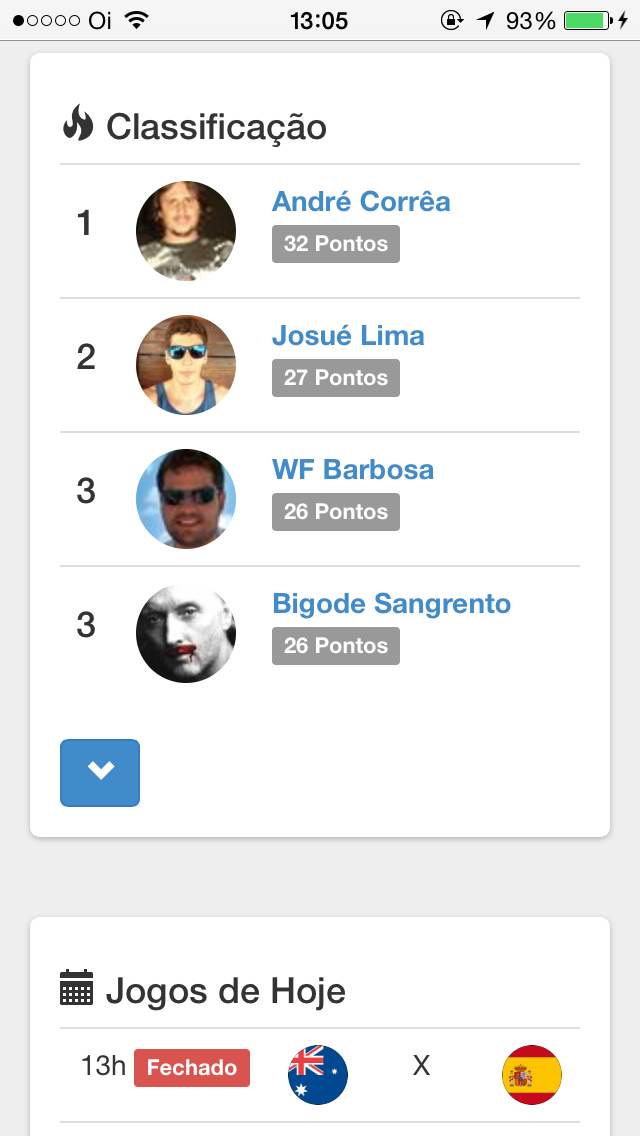 Oi 13:05 93%
Classificação
1 André Corrêa
32 Pontos
2 Josué Lima
27 Pontos
3 WF Barbosa
26 Pontos
3 Bigode Sangrento
26 Pontos
Jogos de Hoje
13h Fechado X